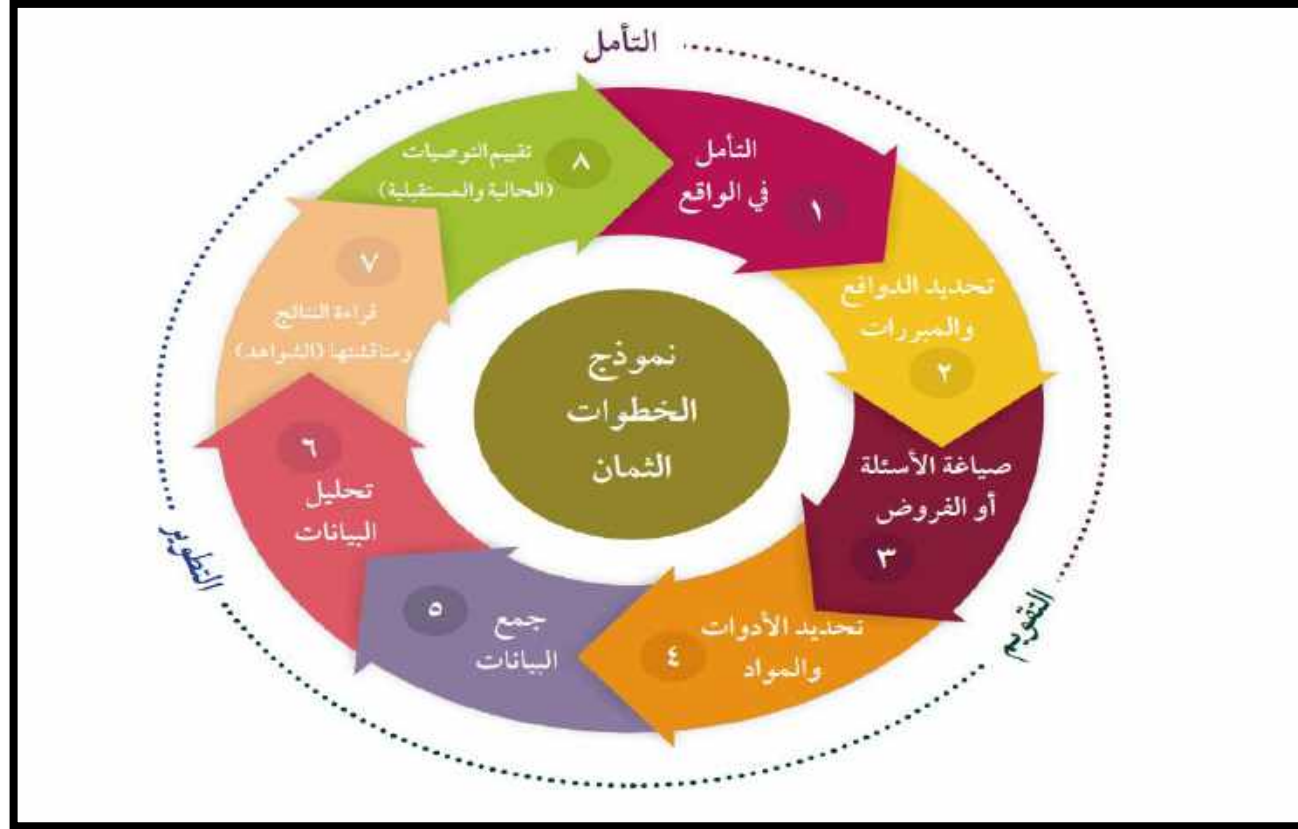 التأمل
التأمل
في الواقع
١
تحديد الدوافع
والمبررات
٢
صياغة الأسئلة
أو الفروض
٣
تحديد الأدوات
والمواد
٤
جمع
البيانات
٥
تحليل
البيانات
٦
قراءة النتائج
ومناقشتها (الشواهد)
٧
تقييم التوصيات
(الحالية والمستقبلية)
٨
نموذج
الخطوات
الثمان
التقويم
التطوير